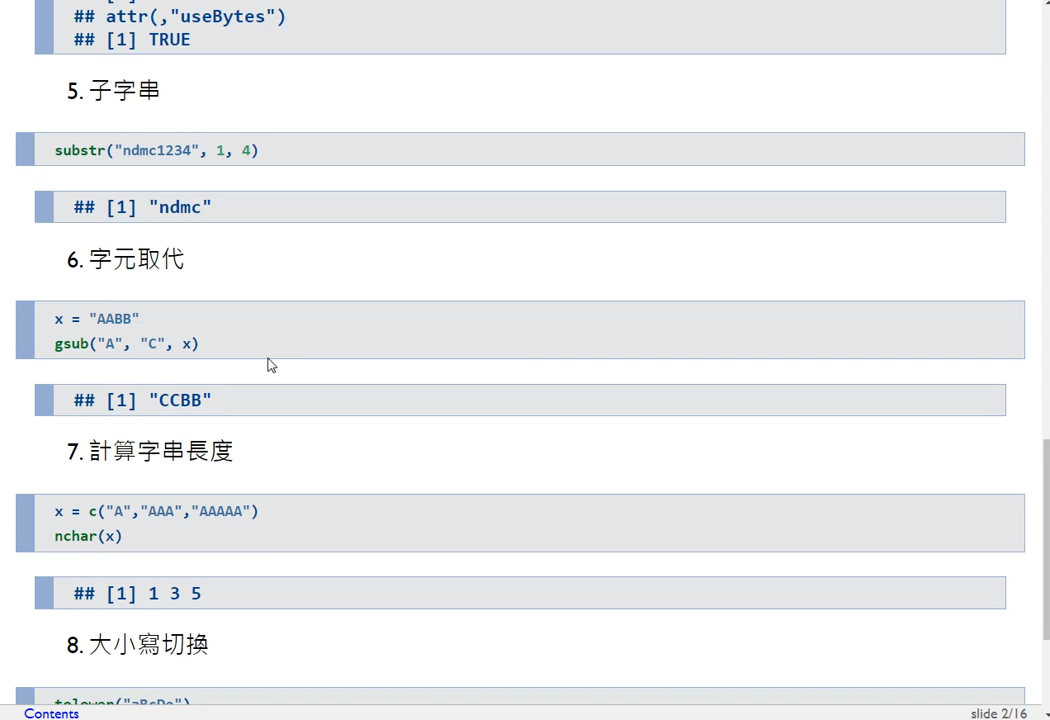 ## attr(,"useBytes")
## [1] TRUE
5. 子字串
substr("ndmc1234", 1, 4)
## [1] "ndmc"
6. 字元取代
x = "AABB"
gsub("A", "C", x)
## [1] "CCBB"
7. 計算字串長度
x = c("A","AAA","AAAAA")
nchar(x)
## [1] 1 3 5
8. 大小寫切換
tolower("aBcDe")
Contents
slide 2/16